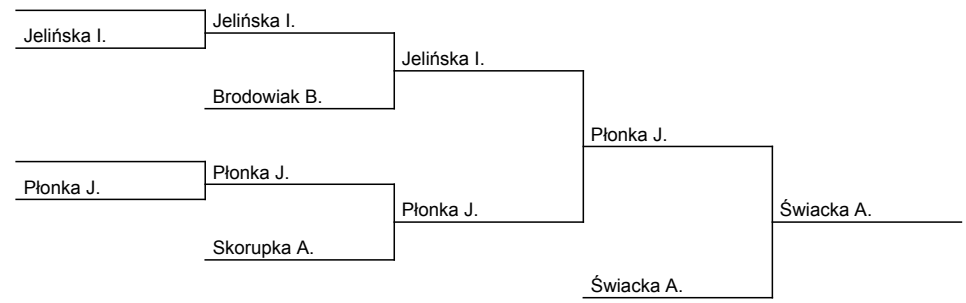 Jelińska I.
Jelińska I.
Jelińska I.
Brodowiak B.
Płonka J.
Płonka J.
Płonka J.
Płonka J.
Skorupka A.
Świacka A.
Świacka A.